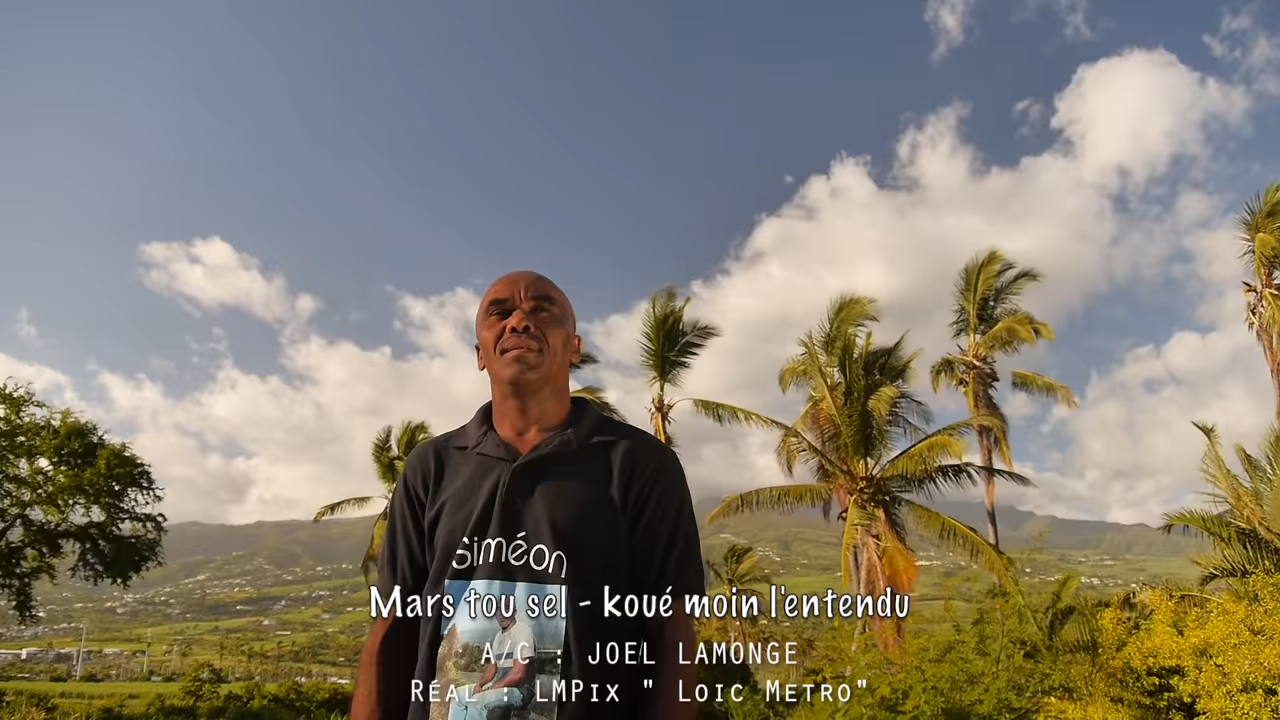 Siméon
Mars tou sel - koué moin l'entendu
A/C : JOEL LAMONGE
Réal : LMPix " Loic Metro"